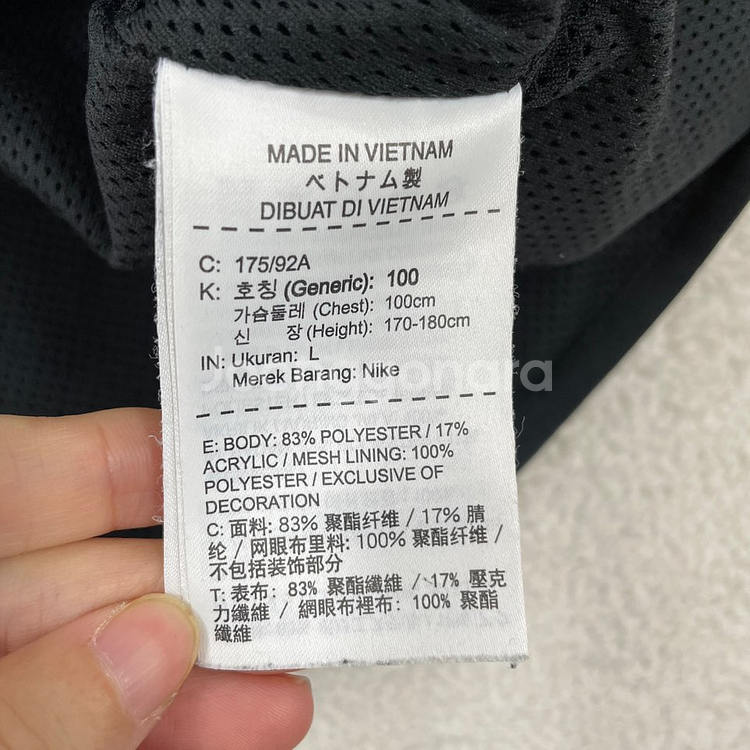 MADE IN VIETNAM
ベトナム製
DIBUAT DI VIETNAM
C: 175/92A
K: 호칭 (Generic): 100
가슴둘레 (Chest): 100cm
신 장 (Height): 170-180cm
IN: Ukuran: L
Merek Barang: Nike
E: BODY: 83% POLYESTER / 17%
ACRYLIC / MESH LINING: 100%
POLYESTER / EXCLUSIVE OF
DECORATION
C: 面料: 83% 聚酯纤维 / 17% 腈
纶 / 网眼布里料: 100% 聚酯纤维 /
不包括装饰部分
T: 表布: 83% 聚酯纖維 / 17% 壓克
力纖維 / 網眼布裡布: 100% 聚酯
纖維